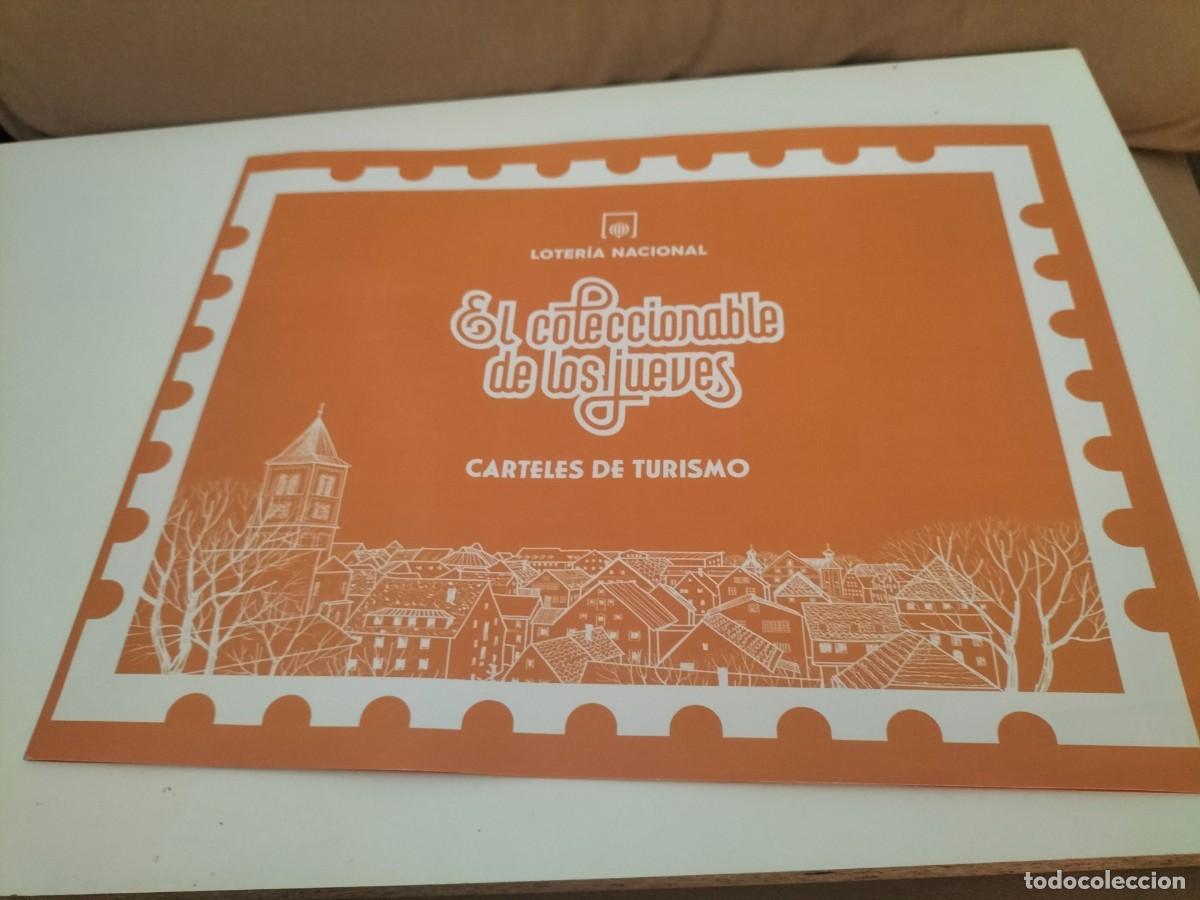 LOTERÍA NACIONAL
El coleccionable
de los jueves
CARTELES DE TURISMO
todocoleccion